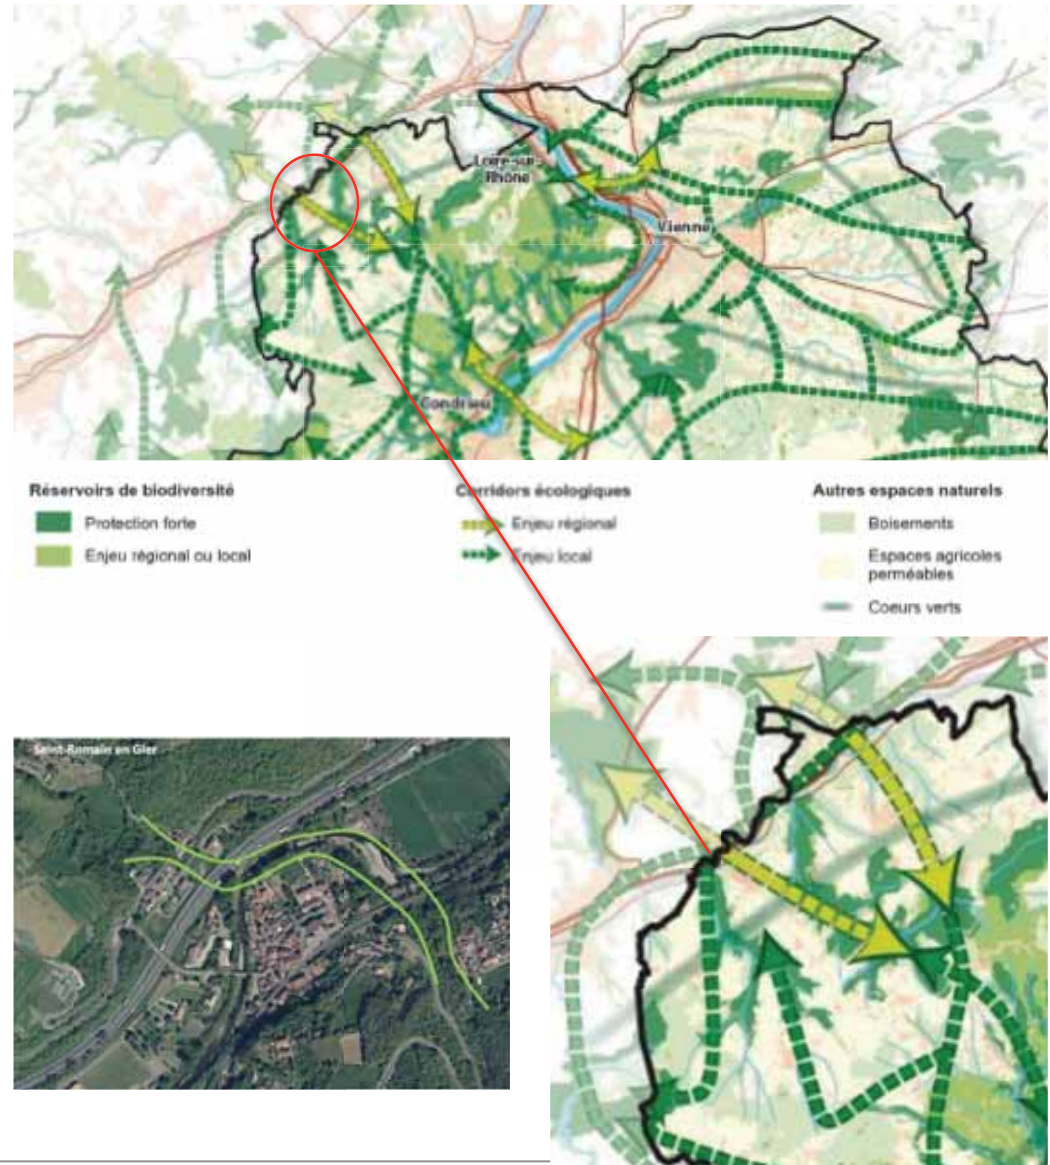 Loire-sur-
Rhône
Vienne
Condrieu
Réservoirs de biodiversité
Protection forte
Enjeu régional ou local
Corridors écologiques
Enjeu régional
Enjeu local
Autres espaces naturels
Boisements
Espaces agricoles
perméables
Coeurs verts
Saint-Romain en Gier